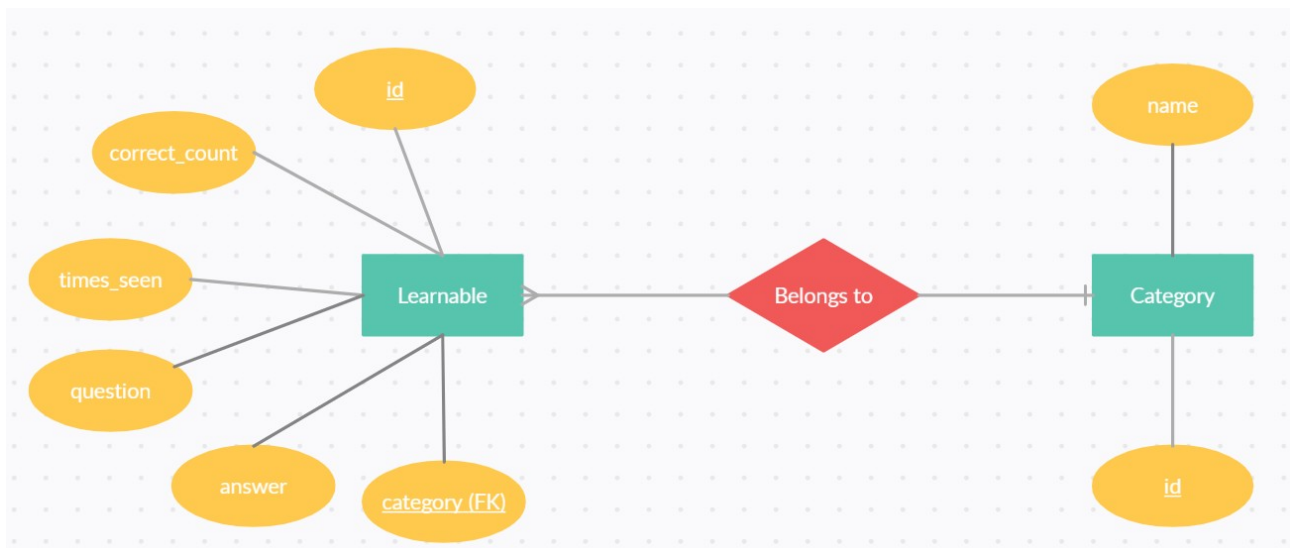 id
name
correct_count
times_seen
Learnable
Belongs to
Category
question
answer
category (FK)
id